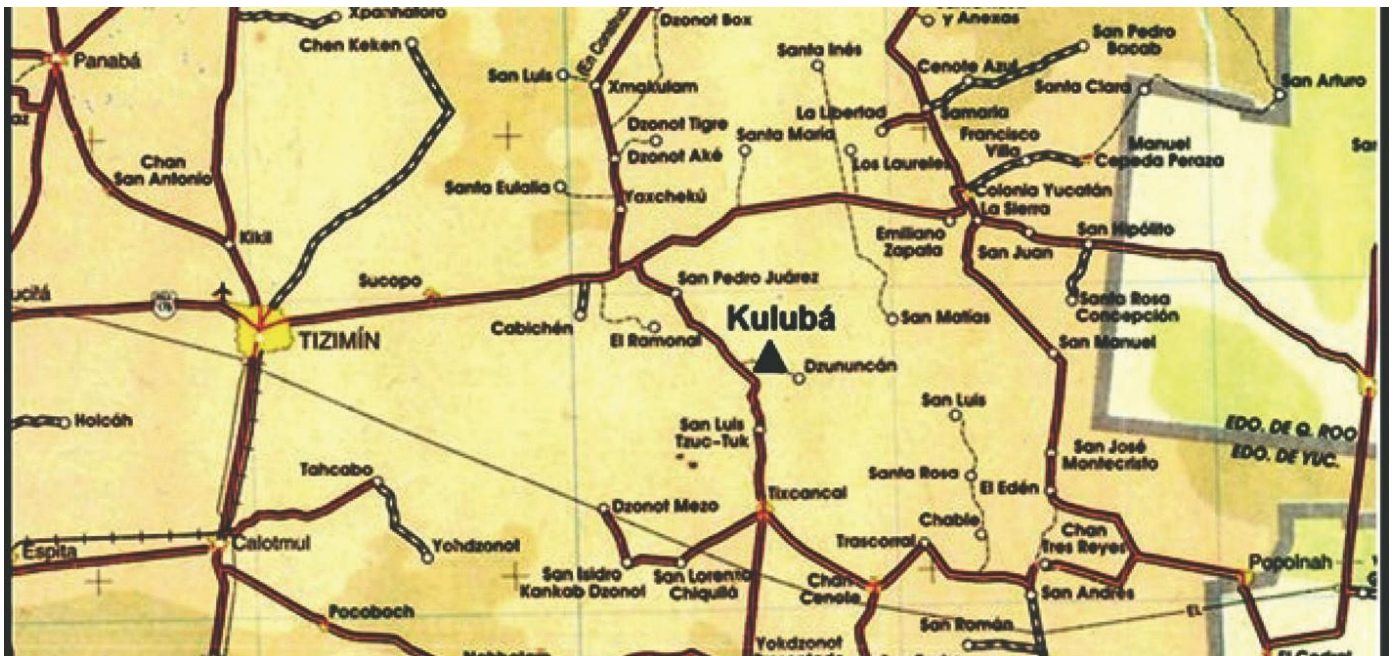 Xpanhatoro
Dzonot Box
y Anexas
Chen Keken
(En Constru
Santa Inés
San Pedro
Bacab
Panabá
San Luis
Xmakulam
Cenote Azul
Santa Clara
San Arturo
La Libertad
Samaria
Dzonot Tigre
Santa María
Francisco
Villa
Manuel
Cepeda Peraza
Chan
San Antonio
Dzonot Aké
Los Laureles
Santa Eulalia
Yaxchekú
Colonia Yucatán
La Sierra
Kikil
Emiliano
Zapata
San Juan
San Hipólito
Sucopo
San Pedro Juárez
ucilá
Cabichén
El Ramonal
Kulubá
San Matías
Santa Rosa
Concepción
TIZIMÍN
San Manuel
Dzununcán
Holcáh
San Luis
Tzuc-Tuk
San Luis
EDO. DE Q. ROO
EDO. DE YUC.
San José
Montecristo
Tahcabo
Santa Rosa
El Edén
Dzonot Mezo
Tixcancal
Chable
Espita
Calotmul
Yohdzonot
Trascorral
Chan
Tres Reyes
Popolnah
San Isidro
Kankab Dzonot
San Lorenzo
Chiquilá
Chan
Cenote
San Andrés
EL
Pocoboch
San Román
Yokdzonot